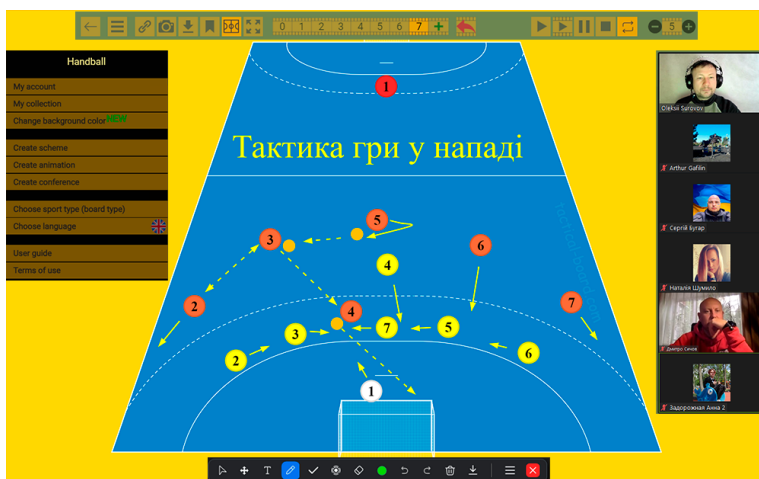 0 1 2 3 4 5 6 7 +
5
Handball
My account
My collection
Change background color NEW
Create scheme
Create animation
Create conference
Choose sport type (board type)
Choose language
User guide
Terms of use
1
Тактика гри у нападі
5
3
6
4
2
7
4
3
7
5
2
6
1
T
Oleksii Surovov
Arthur Gafilin
Сергій Бугар
Наталія Шумило
Дмитро Сичов
Задорожная Анна 2